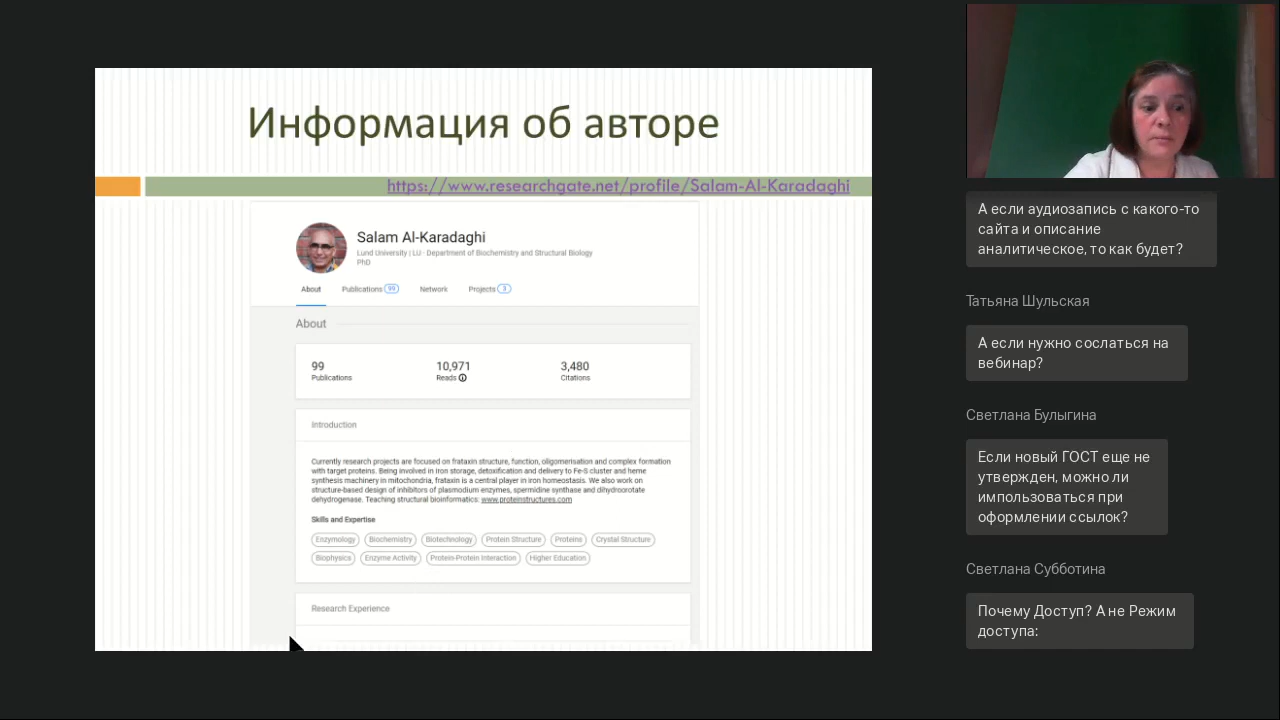 Информация об авторе
https://www.researchgate.net/profile/Salam-Al-Karadaghi
Salam Al-Karadaghi
Lund University | LU · Department of Biochemistry and Structural Biology
PhD
About Publications 99 Network Projects 3
About
99 10,971 3,480
Publications Reads Citations
Introduction
Currently research projects are focused on frataxin structure, function, oligomerisation and complex formation
with target proteins. Being involved in iron storage, detoxification and delivery to Fe-S cluster and heme
synthesis machinery in mitochondria, frataxin is a central player in iron homeostasis. We also work on
structure-based design of inhibitors of plasmodium enzymes, spermidine synthase and dihydroorotate
dehydrogenase. Teaching structural bioinformatics: www.proteinstructures.com
Skills and Expertise
Enzymology Biochemistry Biotechnology Protein Structure Proteins Crystal Structure
Biophysics Enzyme Activity Protein-Protein Interaction Higher Education
Research Experience
А если аудиозапись с какого-то
сайта и описание
аналитическое, то как будет?
Татьяна Шульская
А если нужно сослаться на
вебинар?
Светлана Булыгина
Если новый ГОСТ еще не
утвержден, можно ли
импользоваться при
оформлении ссылок?
Светлана Субботина
Почему Доступ? А не Режим
доступа: